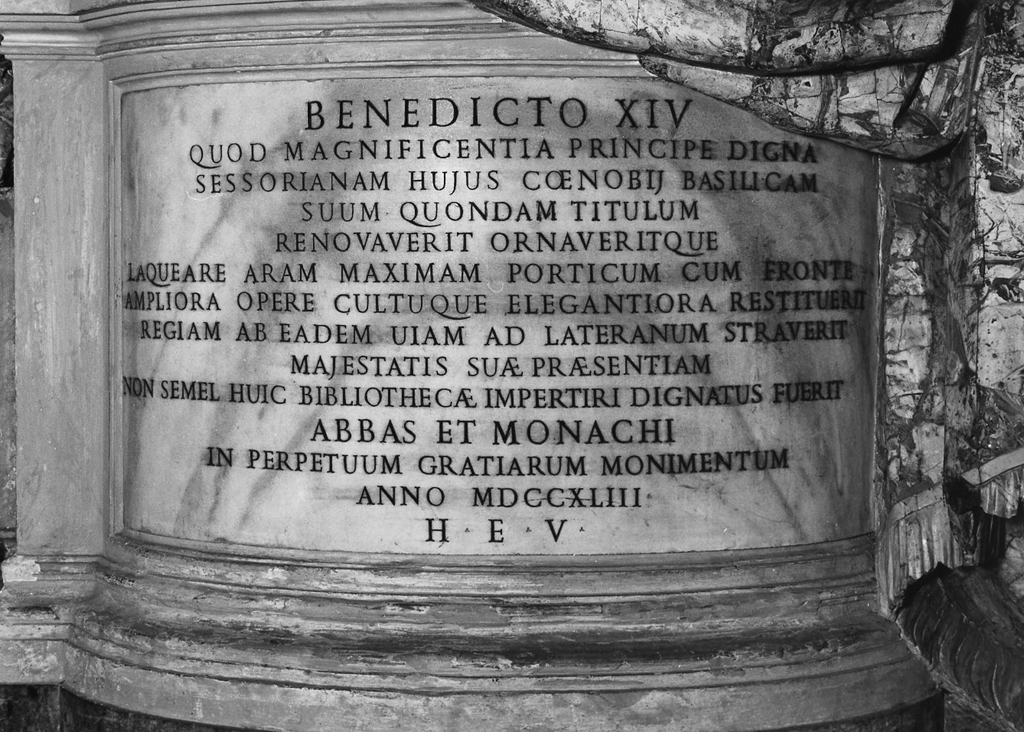 BENEDICTO XIV
QUOD MAGNIFICENTIA PRINCIPE DIGNA
SESSORIANAM HUJUS CŒNOBIJ BASILICAM
SUUM QUONDAM TITULUM
RENOVAVERIT ORNAVERITQUE
LAQUEARE ARAM MAXIMAM PORTICUM CUM FRONTE
AMPLIORA OPERE CULTUQUE ELEGANTIORA RESTITUERIT
REGIAM AB EADEM UIAM AD LATERANUM STRAVERIT
MAJESTATIS SUÆ PRÆSENTIAM
NON SEMEL HUIC BIBLIOTHECÆ IMPERTIRI DIGNATUS FUERIT
ABBAS ET MONACHI
IN PERPETUUM GRATIARUM MONIMENTUM
ANNO MDCCXLIII·
H · E · V ·